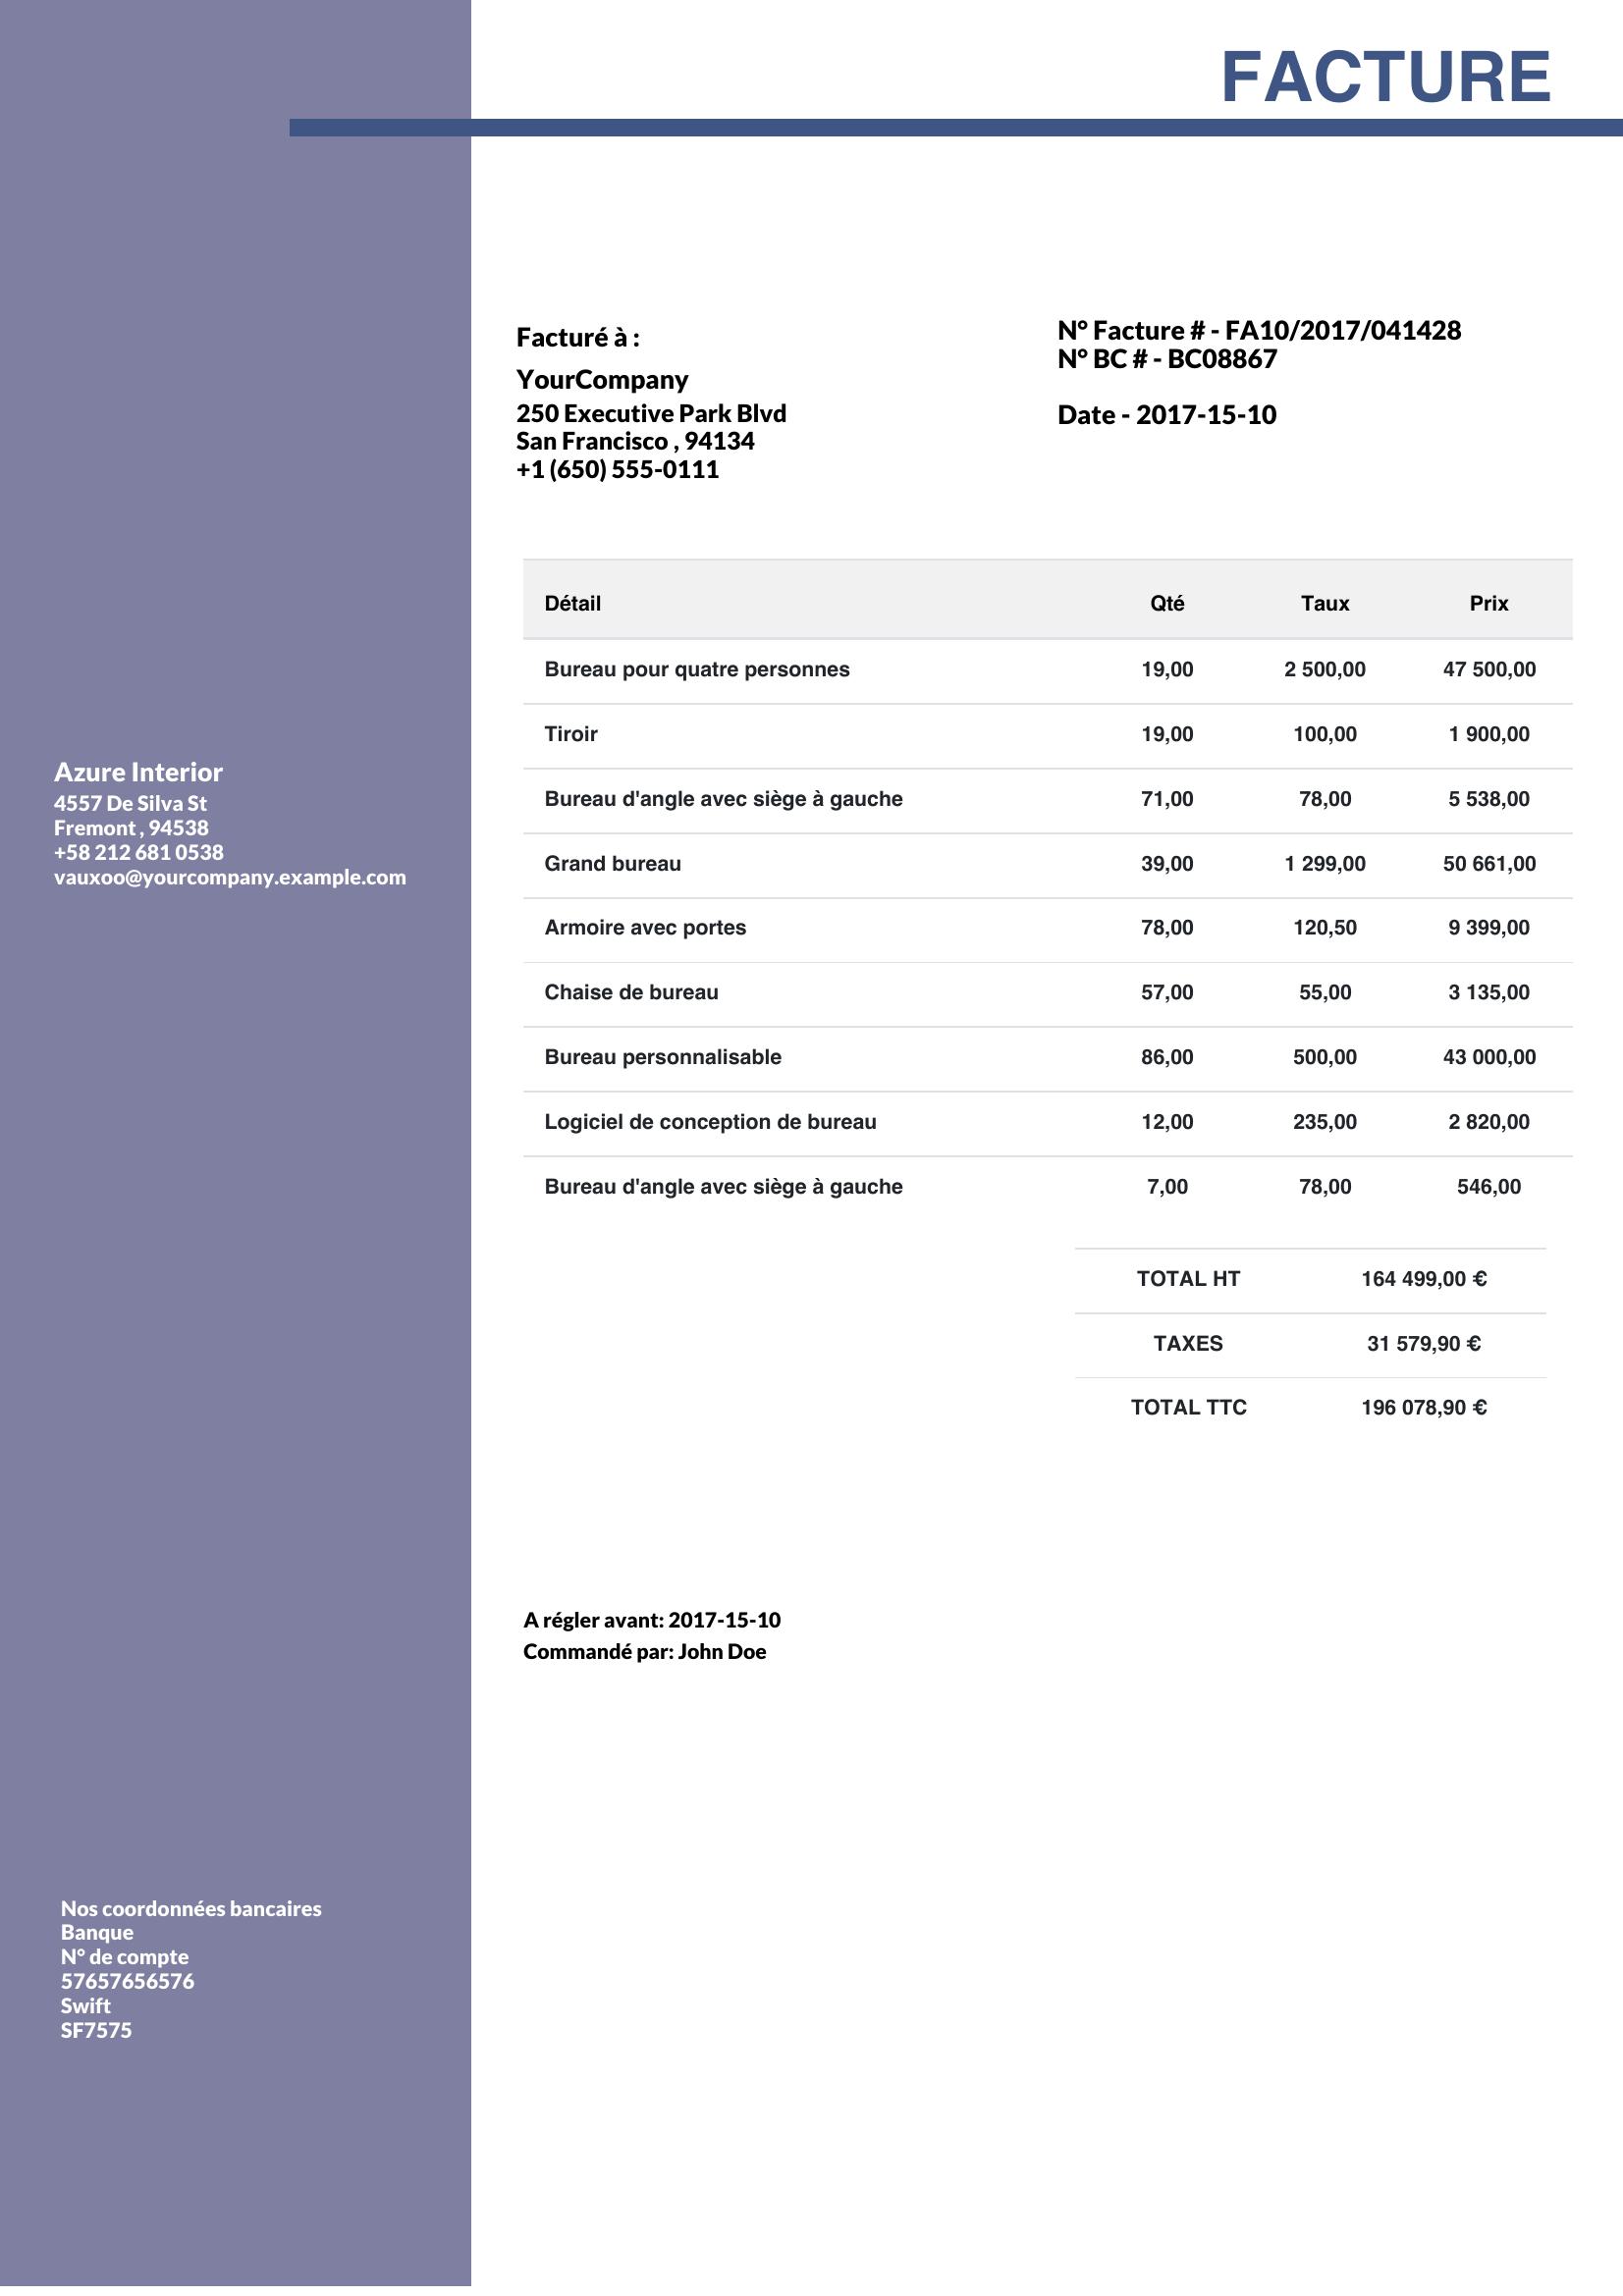 FACTURE
Facturé à :
YourCompany
250 Executive Park Blvd
San Francisco , 94134
+1 (650) 555-0111
N° Facture # - FA10/2017/041428
N° BC # - BC08867
Date - 2017-15-10
Azure Interior
4557 De Silva St
Fremont , 94538
+58 212 681 0538
vauxoo@yourcompany.example.com
Détail Qté Taux Prix
Bureau pour quatre personnes 19,00 2 500,00 47 500,00
Tiroir 19,00 100,00 1 900,00
Bureau d'angle avec siège à gauche 71,00 78,00 5 538,00
Grand bureau 39,00 1 299,00 50 661,00
Armoire avec portes 78,00 120,50 9 399,00
Chaise de bureau 57,00 55,00 3 135,00
Bureau personnalisable 86,00 500,00 43 000,00
Logiciel de conception de bureau 12,00 235,00 2 820,00
Bureau d'angle avec siège à gauche 7,00 78,00 546,00
TOTAL HT 164 499,00 €
TAXES 31 579,90 €
TOTAL TTC 196 078,90 €
A régler avant: 2017-15-10
Commandé par: John Doe
Nos coordonnées bancaires
Banque
N° de compte
57657656576
Swift
SF7575